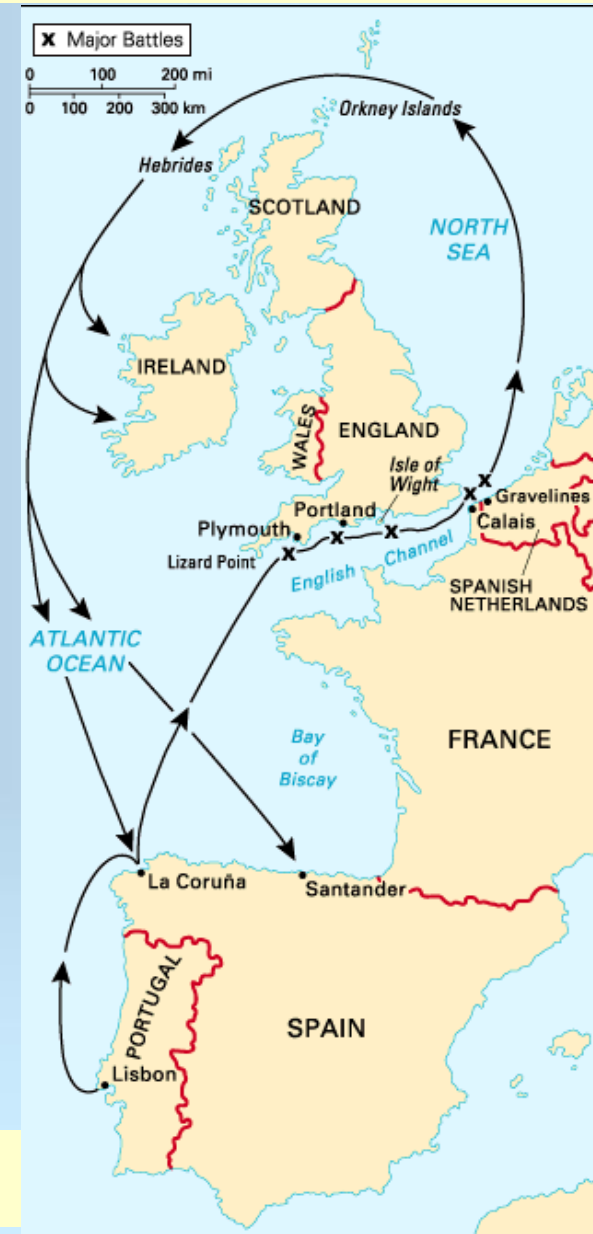 x Major Battles
0 100 200 mi
0 100 200 300 km
Orkney Islands
Hebrides
SCOTLAND
NORTH
SEA
IRELAND
WALES
ENGLAND
Isle of
Wight
Portland
Plymouth
Lizard Point
Gravelines
Calais
English Channel
SPANISH
NETHERLANDS
ATLANTIC
OCEAN
Bay
of
Biscay
FRANCE
La Coruña
Santander
PORTUGAL
SPAIN
Lisbon